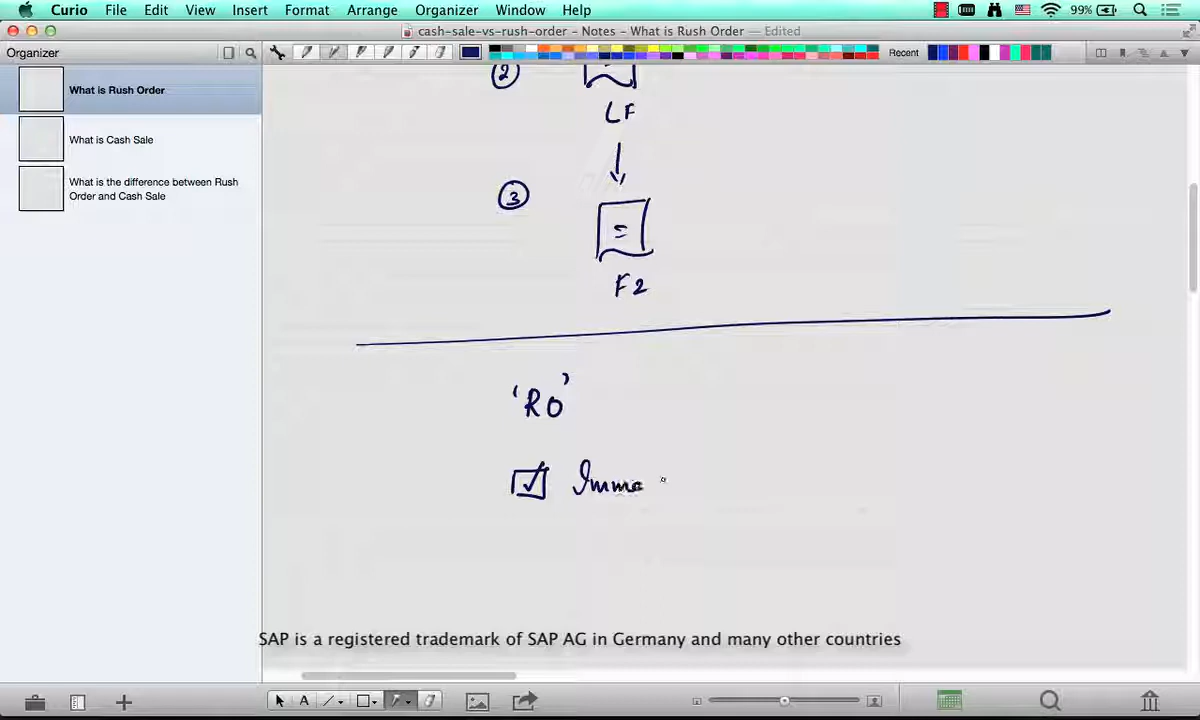 Curio File Edit View Insert Format Arrange Organizer Window Help 99%
cash-sale-vs-rush-order – Notes – What is Rush Order — Edited
Organizer
Recent
What is Rush Order
What is Cash Sale
What is the difference between Rush
Order and Cash Sale
2
LF
3
F2
'RO'
Imme
SAP is a registered trademark of SAP AG in Germany and many other countries
A